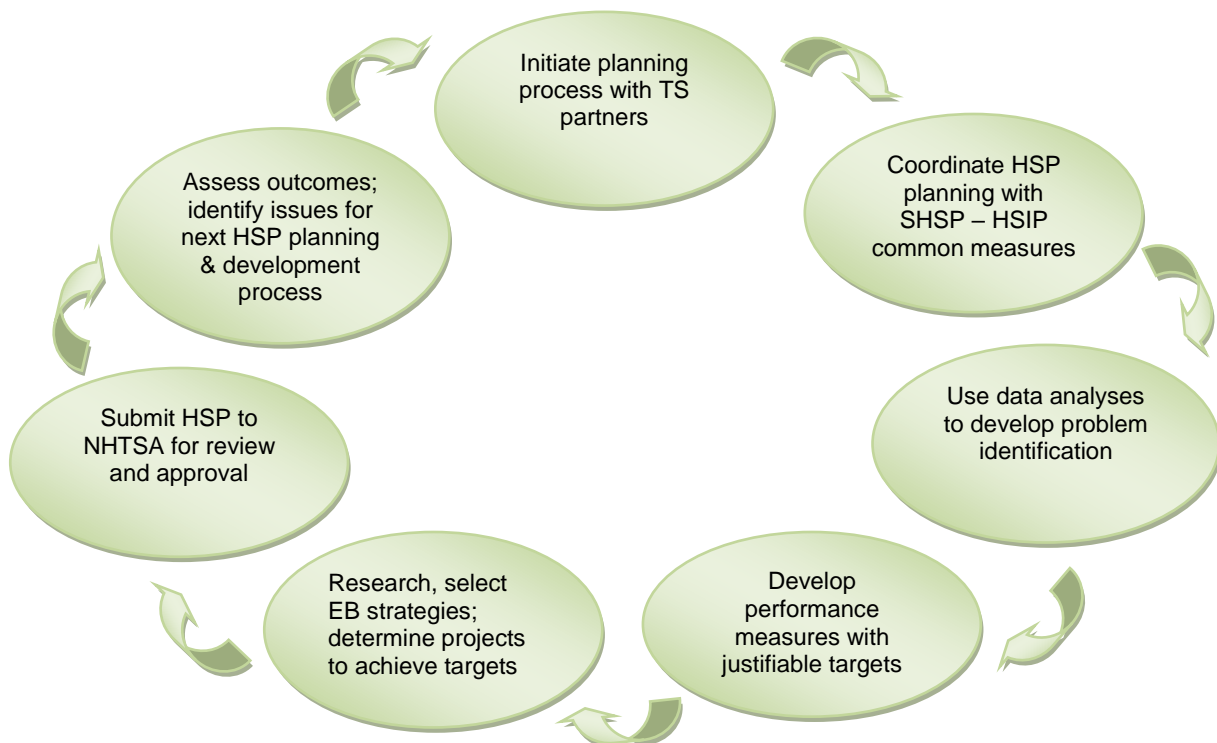 Initiate planning
process with TS
partners
Coordinate HSP
planning with
SHSP – HSIP
common measures
Use data analyses
to develop problem
identification
Develop
performance
measures with
justifiable targets
Research, select
EB strategies;
determine projects
to achieve targets
Submit HSP to
NHTSA for review
and approval
Assess outcomes;
identify issues for
next HSP planning
& development
process